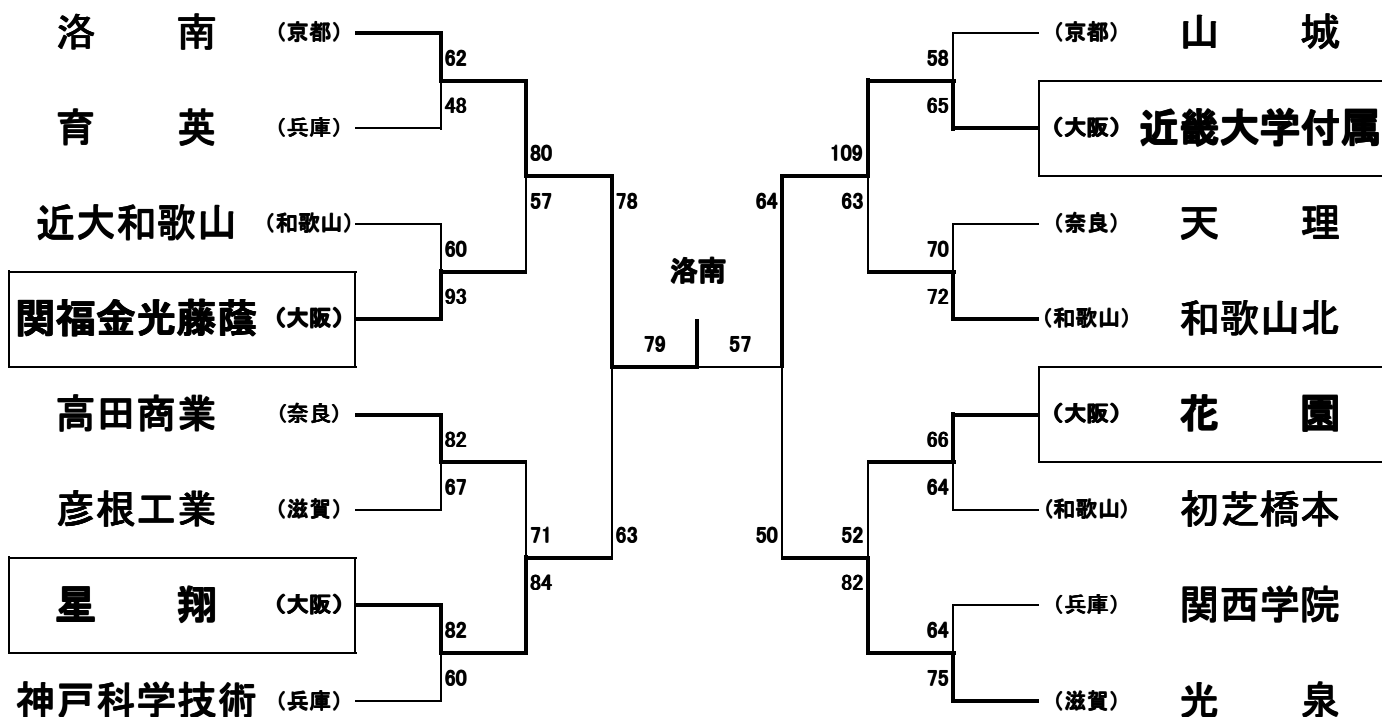 洛 南 (京都)
62
48
育 英 (兵庫)
80
57
近大和歌山 (和歌山)
60
93
関福金光藤蔭 (大阪)
78
63
高田商業 (奈良)
82
67
彦根工業 (滋賀)
71
84
星 翔 (大阪)
82
60
神戸科学技術 (兵庫)
洛南
79 57
(京都) 山 城
58
65
(大阪) 近畿大学付属
109
63
(奈良) 天 理
70
72
(和歌山) 和歌山北
64
50
(大阪) 花 園
66
64
(和歌山) 初芝橋本
52
82
(兵庫) 関西学院
64
75
(滋賀) 光 泉